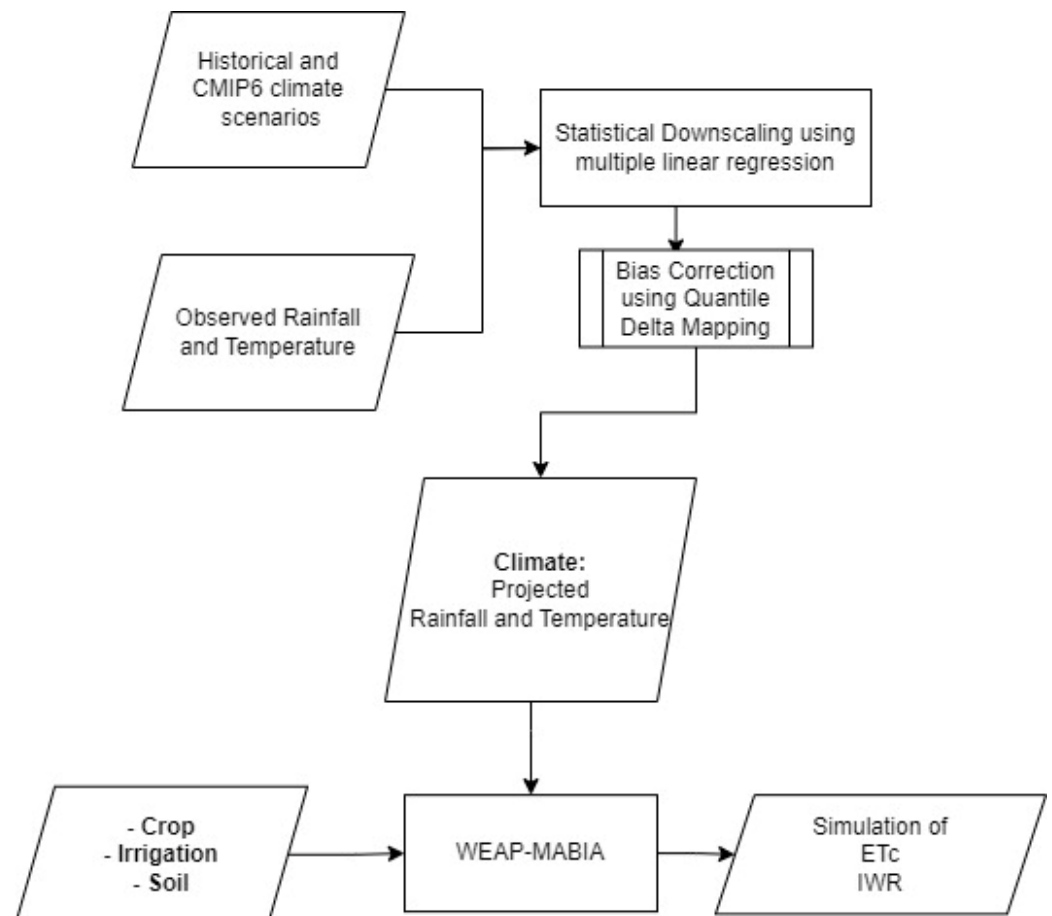 Historical and
CMIP6 climate
scenarios
Statistical Downscaling using
multiple linear regression
Bias Correction
using Quantile
Delta Mapping
Observed Rainfall
and Temperature
Climate:
Projected
Rainfall and Temperature
- Crop
- Irrigation
- Soil
WEAP-MABIA
Simulation of
ETc
IWR